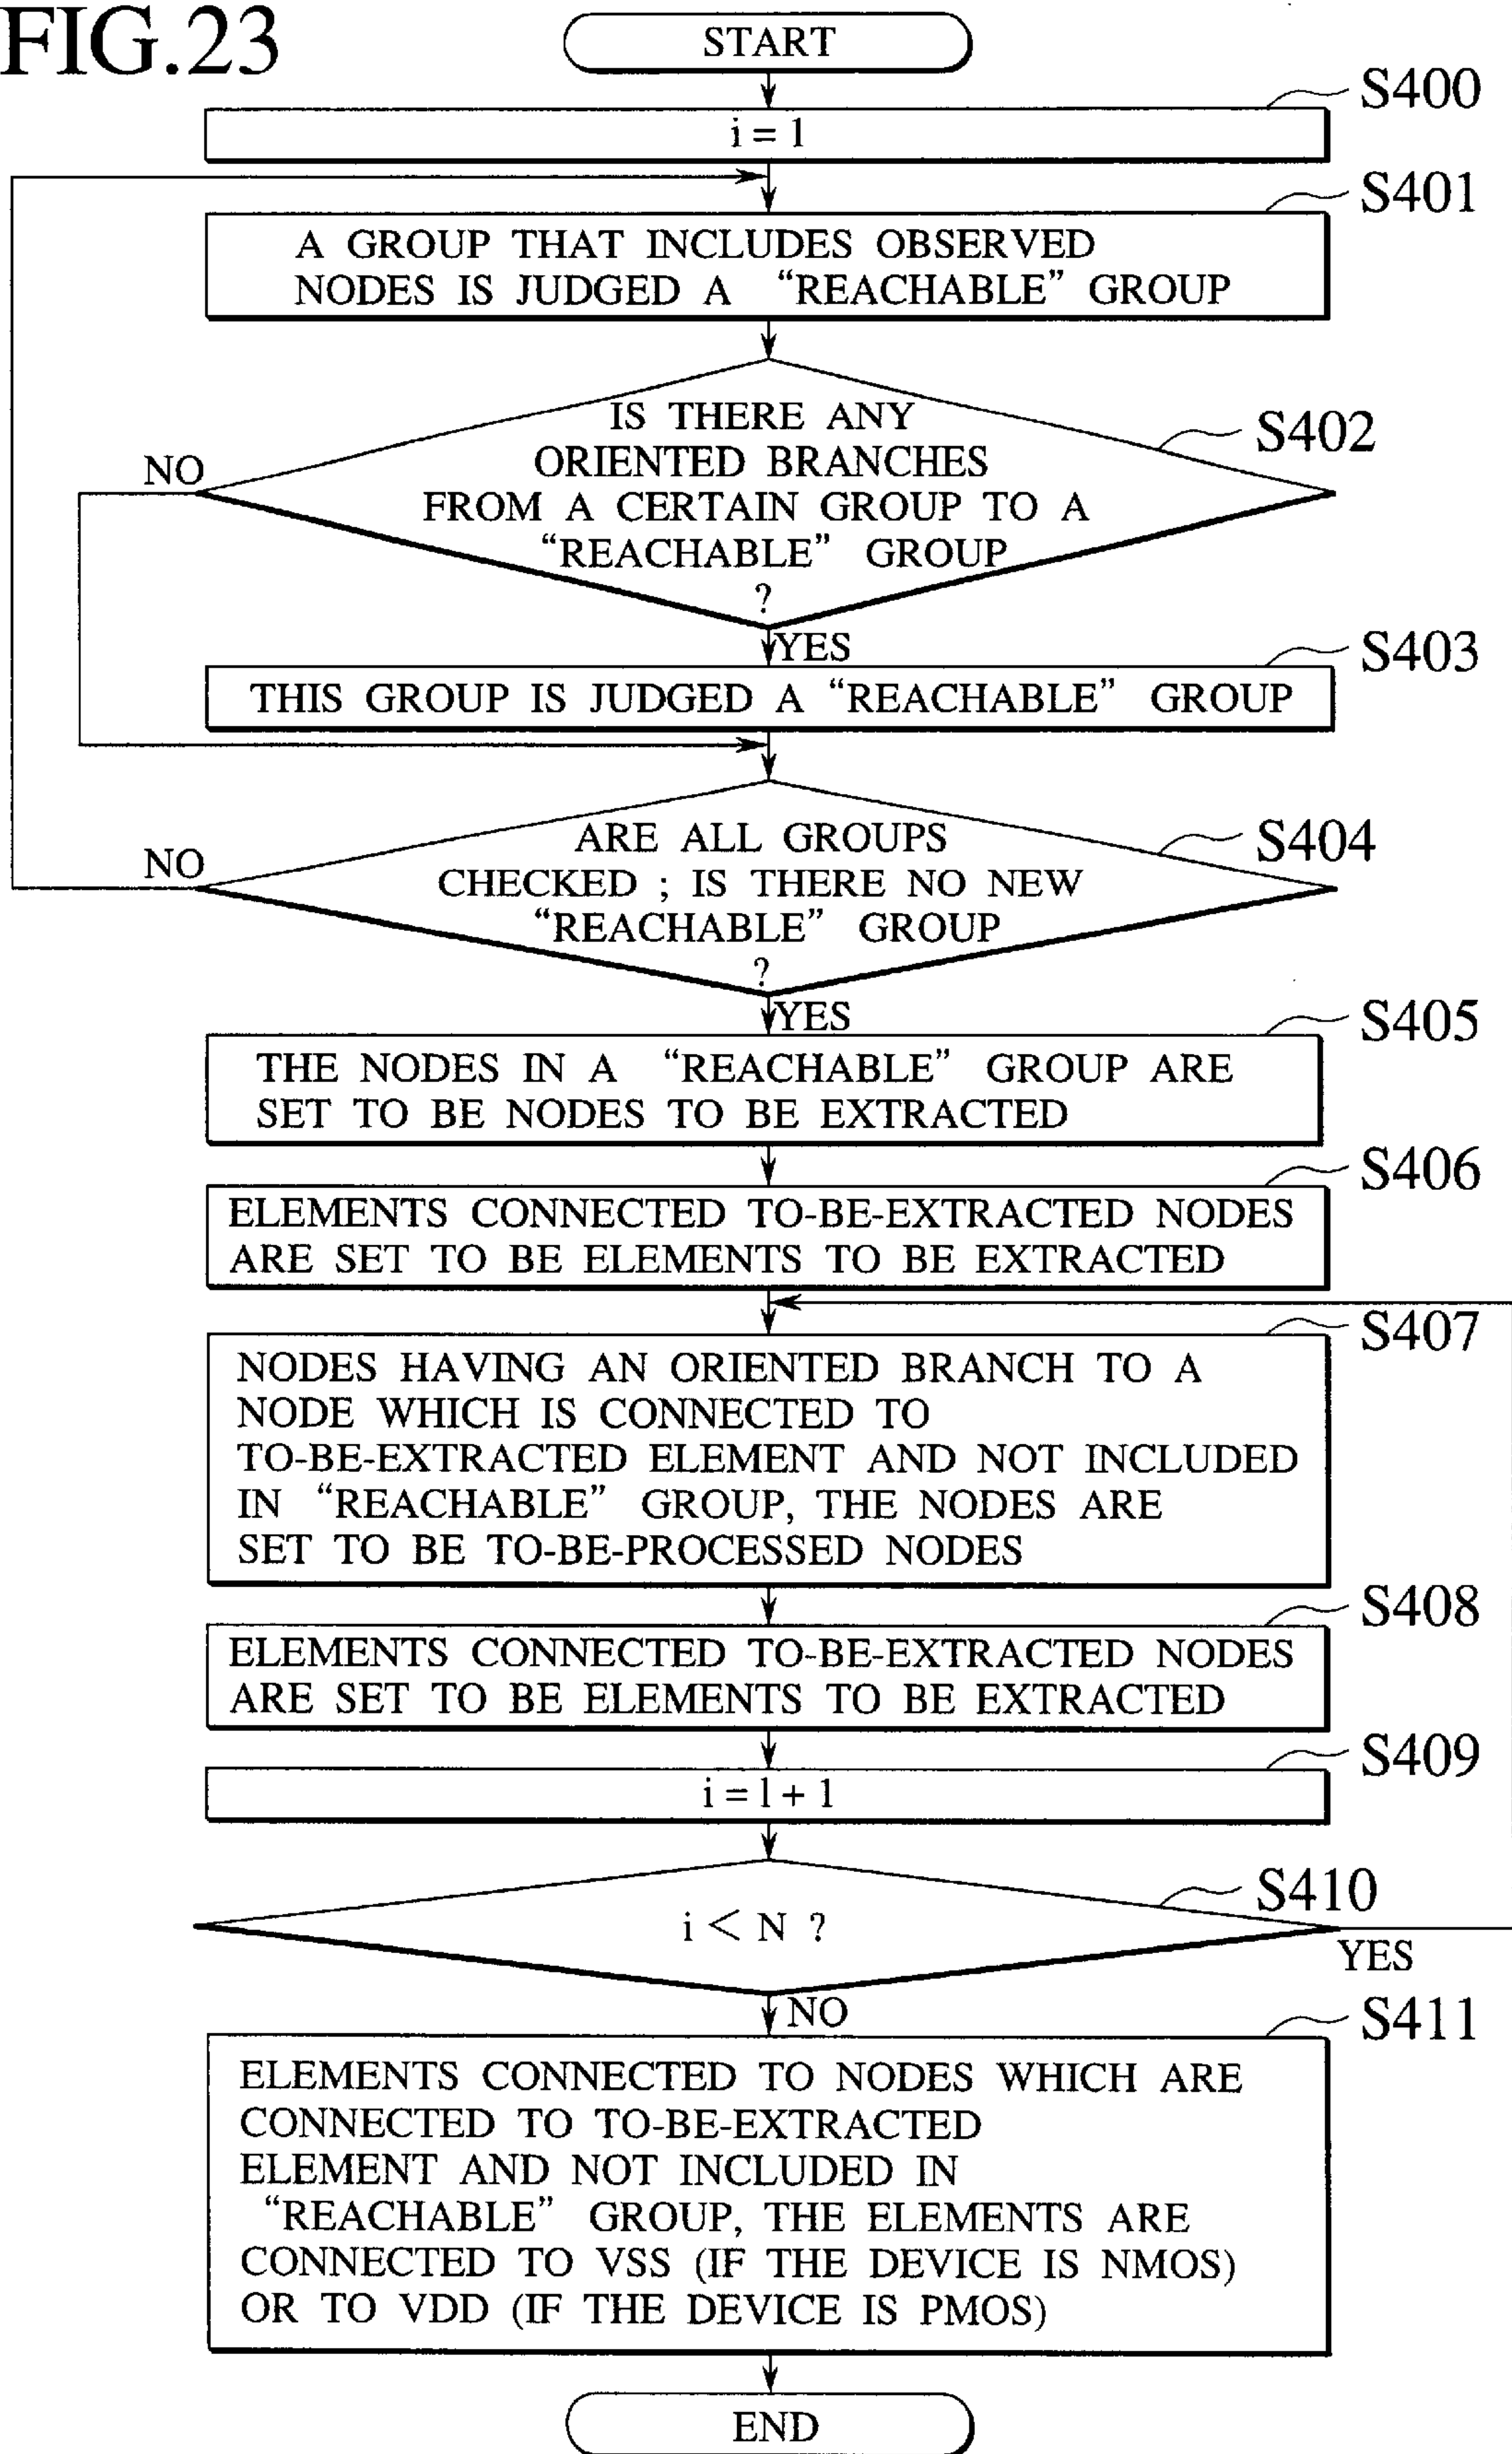 FIG.23
START
S400
i = 1
S401
A GROUP THAT INCLUDES OBSERVED
NODES IS JUDGED A “REACHABLE” GROUP
IS THERE ANY
ORIENTED BRANCHES
FROM A CERTAIN GROUP TO A
“REACHABLE” GROUP
?
S402
NO
YES
S403
THIS GROUP IS JUDGED A “REACHABLE” GROUP
ARE ALL GROUPS
CHECKED ; IS THERE NO NEW
“REACHABLE” GROUP
?
S404
NO
YES
S405
THE NODES IN A “REACHABLE” GROUP ARE
SET TO BE NODES TO BE EXTRACTED
S406
ELEMENTS CONNECTED TO-BE-EXTRACTED NODES
ARE SET TO BE ELEMENTS TO BE EXTRACTED
S407
NODES HAVING AN ORIENTED BRANCH TO A
NODE WHICH IS CONNECTED TO
TO-BE-EXTRACTED ELEMENT AND NOT INCLUDED
IN “REACHABLE” GROUP, THE NODES ARE
SET TO BE TO-BE-PROCESSED NODES
S408
ELEMENTS CONNECTED TO-BE-EXTRACTED NODES
ARE SET TO BE ELEMENTS TO BE EXTRACTED
S409
i = l + 1
S410
i < N ?
YES
NO
S411
ELEMENTS CONNECTED TO NODES WHICH ARE
CONNECTED TO TO-BE-EXTRACTED
ELEMENT AND NOT INCLUDED IN
“REACHABLE” GROUP, THE ELEMENTS ARE
CONNECTED TO VSS (IF THE DEVICE IS NMOS)
OR TO VDD (IF THE DEVICE IS PMOS)
END